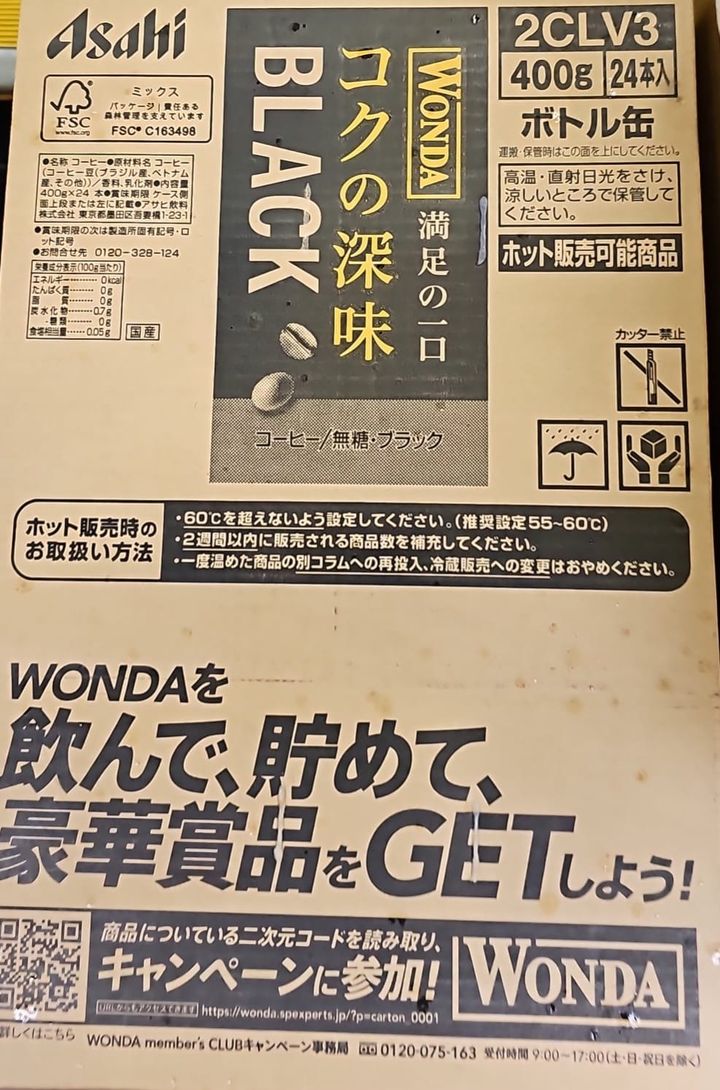 Asahi
FSC
www.fsc.org
ミックス
パッケージ|責任ある
森林管理を支えています
FSC® C163498
●名称 コーヒー●原材料名 コーヒー
(コーヒー豆(ブラジル産、ベトナム
産、その他))/香料、乳化剤●内容量
400g×24本●賞味期限 ケース側
面上段または左に記載●アサヒ飲料
株式会社 東京都墨田区吾妻橋1-23-1
●賞味期限の次は製造所固有記号・ロ
ット記号
●お問合せ先 0120-328-124
栄養成分表示(100g当たり)
エネルギー 0kcal
たんぱく質 0g
脂質 0g
炭水化物 0.7g
-糖類 0g
食塩相当量 0.05g
国産
WONDA
満足の一口
コクの深味
BLACK
コーヒー/無糖・ブラック
2CLV3
400g 24本入
ボトル缶
運搬・保管時はこの面を上にしてください。
高温・直射日光をさけ、
涼しいところで保管して
ください。
ホット販売可能商品
カッター禁止
ホット販売時の
お取扱い方法
・60℃を超えないよう設定してください。(推奨設定55~60℃)
・2週間以内に販売される商品数を補充してください。
・一度温めた商品の別コラムへの再投入、冷蔵販売への変更はおやめください。
WONDAを
飲んで、貯めて、
豪華賞品をGETしよう!
商品についている二次元コードを読み取り、
キャンペーンに参加!
URLからもアクセスできます https://wonda.spexperts.jp/?p=carton_0001
WONDA
詳しくはこちら
WONDA member's CLUBキャンペーン事務局 0120-075-163 受付時間 9:00~17:00(土・日・祝日を除く)